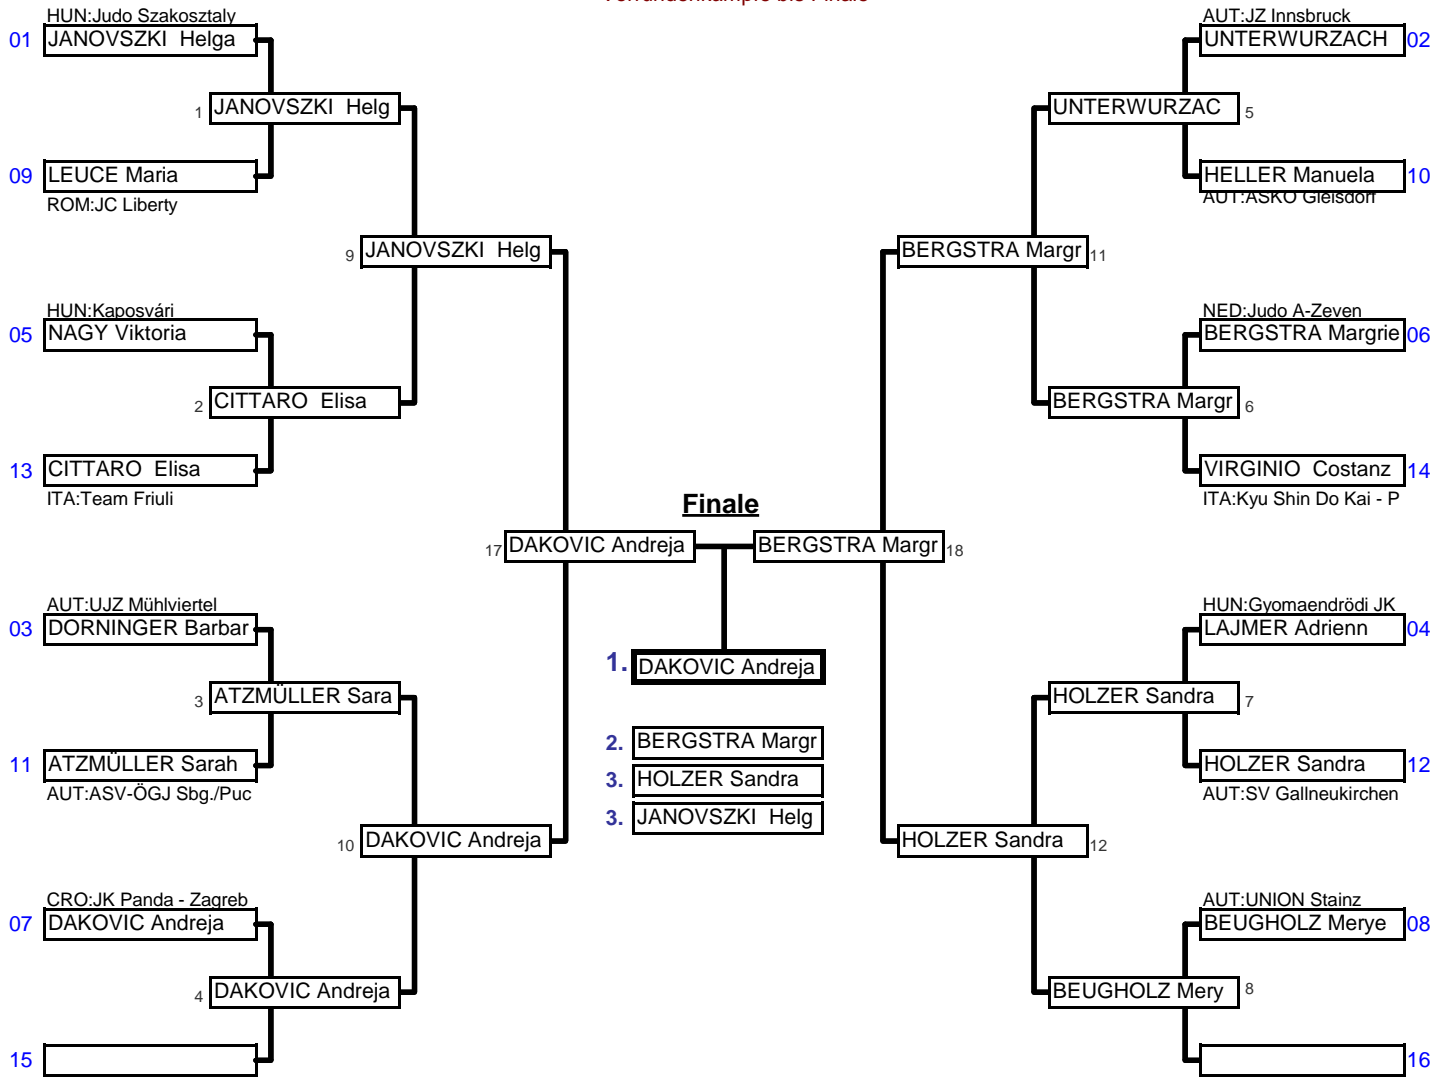 HUN:Judo Szakosztaly
01 JANOVSZKI Helga
1 JANOVSZKI Helg
09 LEUCE Maria
ROM:JC Liberty
9 JANOVSZKI Helg
HUN:Kaposvári
05 NAGY Viktoria
2 CITTARO Elisa
13 CITTARO Elisa
ITA:Team Friuli
17 DAKOVIC Andreja
AUT:UJZ Mühlviertel
03 DORNINGER Barbar
3 ATZMÜLLER Sara
11 ATZMÜLLER Sarah
AUT:ASV-ÖGJ Sbg./Puc
10 DAKOVIC Andreja
CRO:JK Panda - Zagreb
07 DAKOVIC Andreja
4 DAKOVIC Andreja
15
Finale
1. DAKOVIC Andreja
2. BERGSTRA Margr
3. HOLZER Sandra
3. JANOVSZKI Helg
AUT:JZ Innsbruck
UNTERWURZACH 02
UNTERWURZAC 5
HELLER Manuela 10
AUT:ASKÖ Gleisdorf
BERGSTRA Margr 11
NED:Judo A-Zeven
BERGSTRA Margrie 06
BERGSTRA Margr 6
VIRGINIO Costanz 14
ITA:Kyu Shin Do Kai - P
BERGSTRA Margr 18
HUN:Gyomaendrödi JK
LAJMER Adrienn 04
HOLZER Sandra 7
HOLZER Sandra 12
AUT:SV Gallneukirchen
HOLZER Sandra 12
AUT:UNION Stainz
BEUGHOLZ Merye 08
BEUGHOLZ Mery 8
16